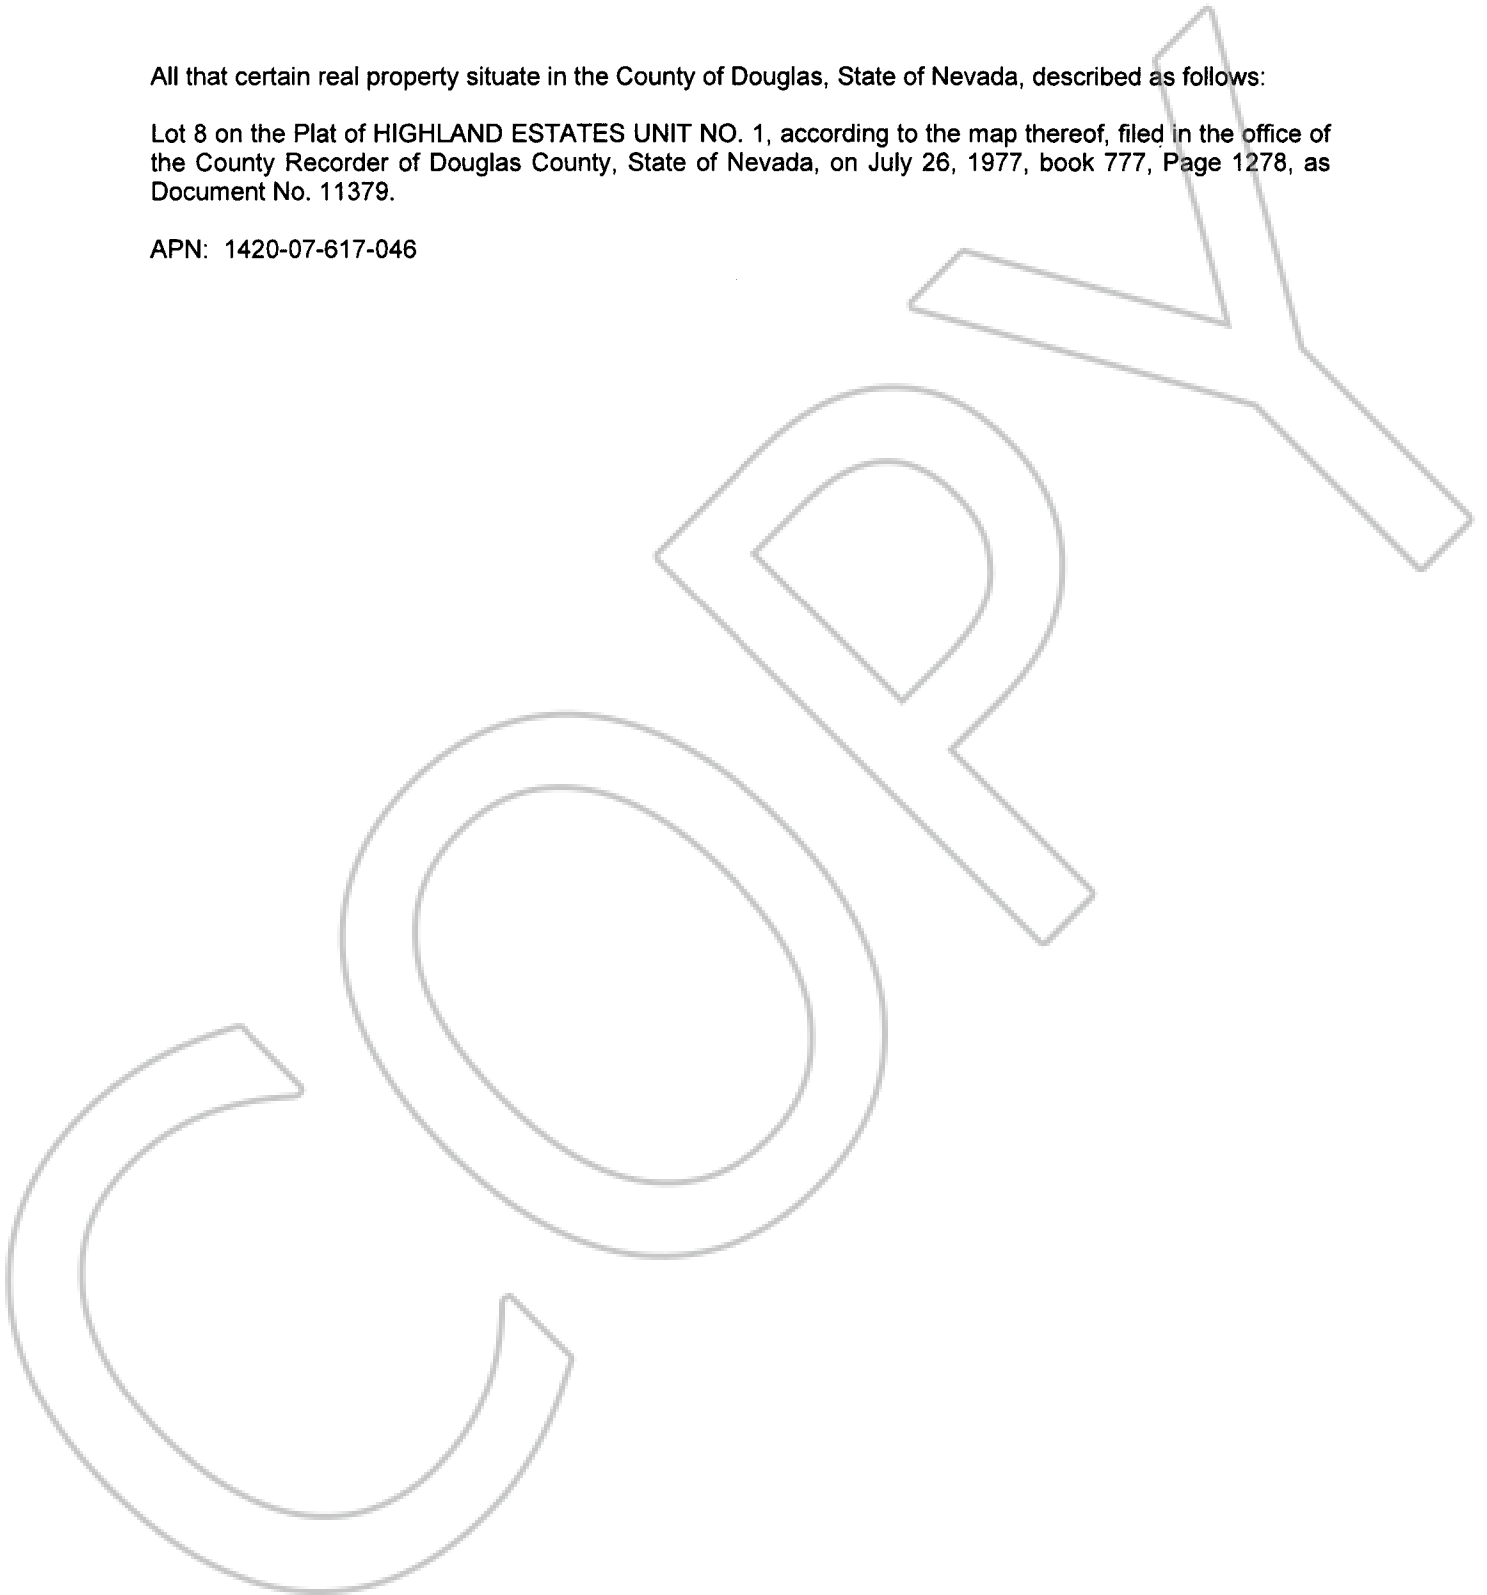 All that certain real property situate in the County of Douglas, State of Nevada, described as follows:
Lot 8 on the Plat of HIGHLAND ESTATES UNIT NO. 1, according to the map thereof, filed in the office of
the County Recorder of Douglas County, State of Nevada, on July 26, 1977, book 777, Page 1278, as
Document No. 11379.
APN: 1420-07-617-046
COPY